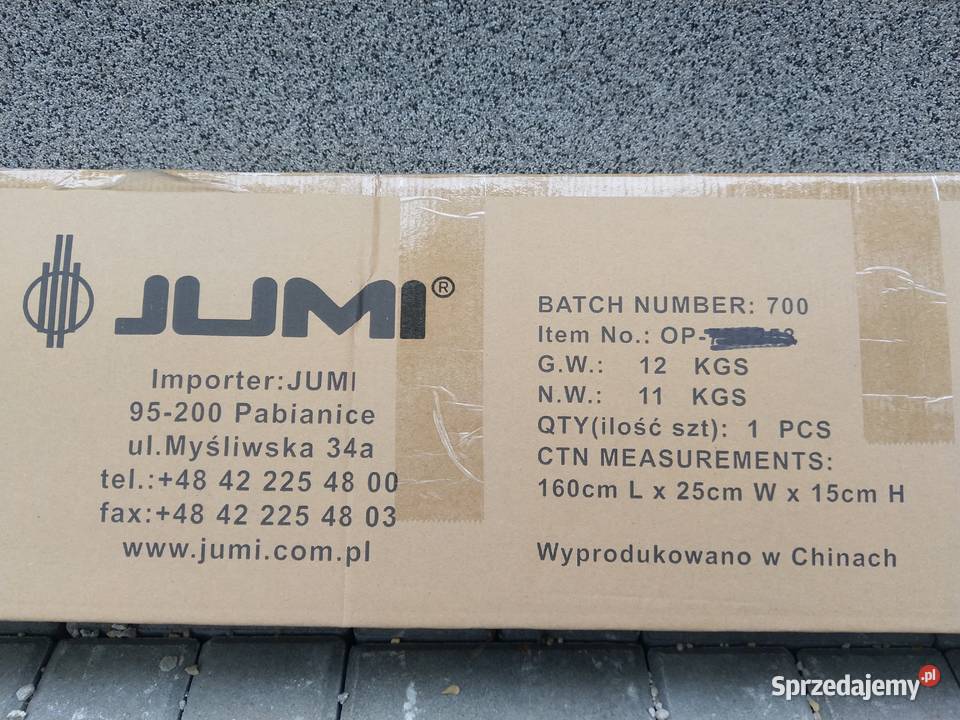 JUMI®
Importer:JUMI
95-200 Pabianice
ul.Myśliwska 34a
tel.:+48 42 225 48 00
fax:+48 42 225 48 03
www.jumi.com.pl
BATCH NUMBER: 700
Item No.: OP-
G.W.: 12 KGS
N.W.: 11 KGS
QTY(ilość szt): 1 PCS
CTN MEASUREMENTS:
160cm L x 25cm W x 15cm H
Wyprodukowano w Chinach
Sprzedajemy.pl